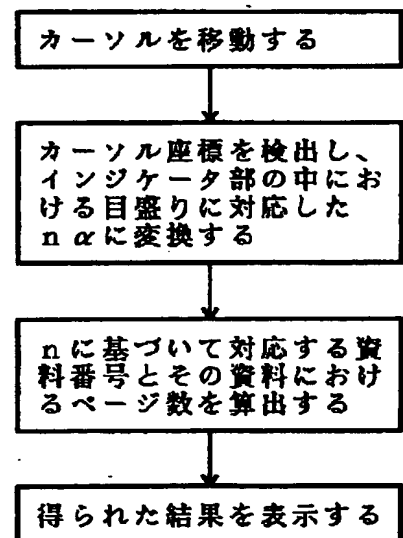 カーソルを移動する
カーソル座標を検出し、
インジケータ部の中にお
ける目盛りに対応した
nαに変換する
nに基づいて対応する資
料番号とその資料におけ
るページ数を算出する
得られた結果を表示する